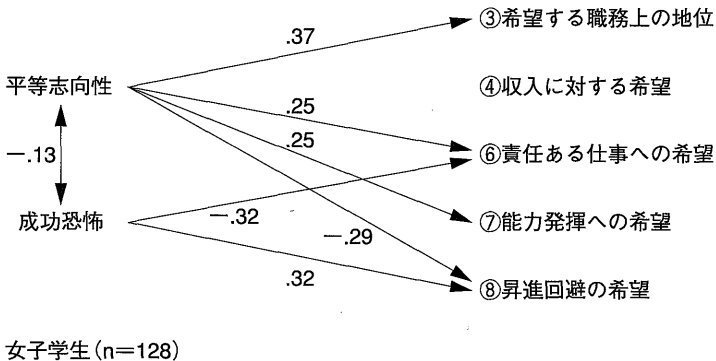 ③希望する職務上の地位
.37
平等志向性
④収入に対する希望
.25
.25
⑥責任ある仕事への希望
－.13
成功恐怖
－.32
⑦能力発揮への希望
－.29
.32
⑧昇進回避の希望
女子学生(n＝128)